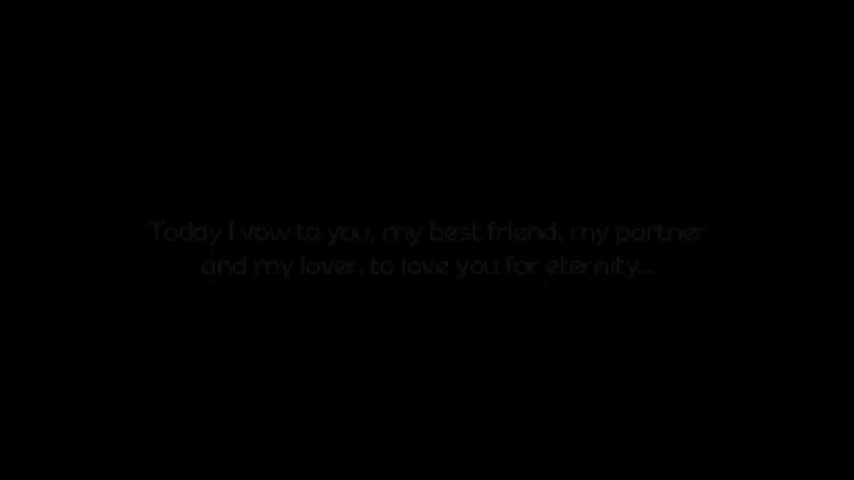 Today I vow to you, my best friend, my partner
and my lover, to love you for eternity...